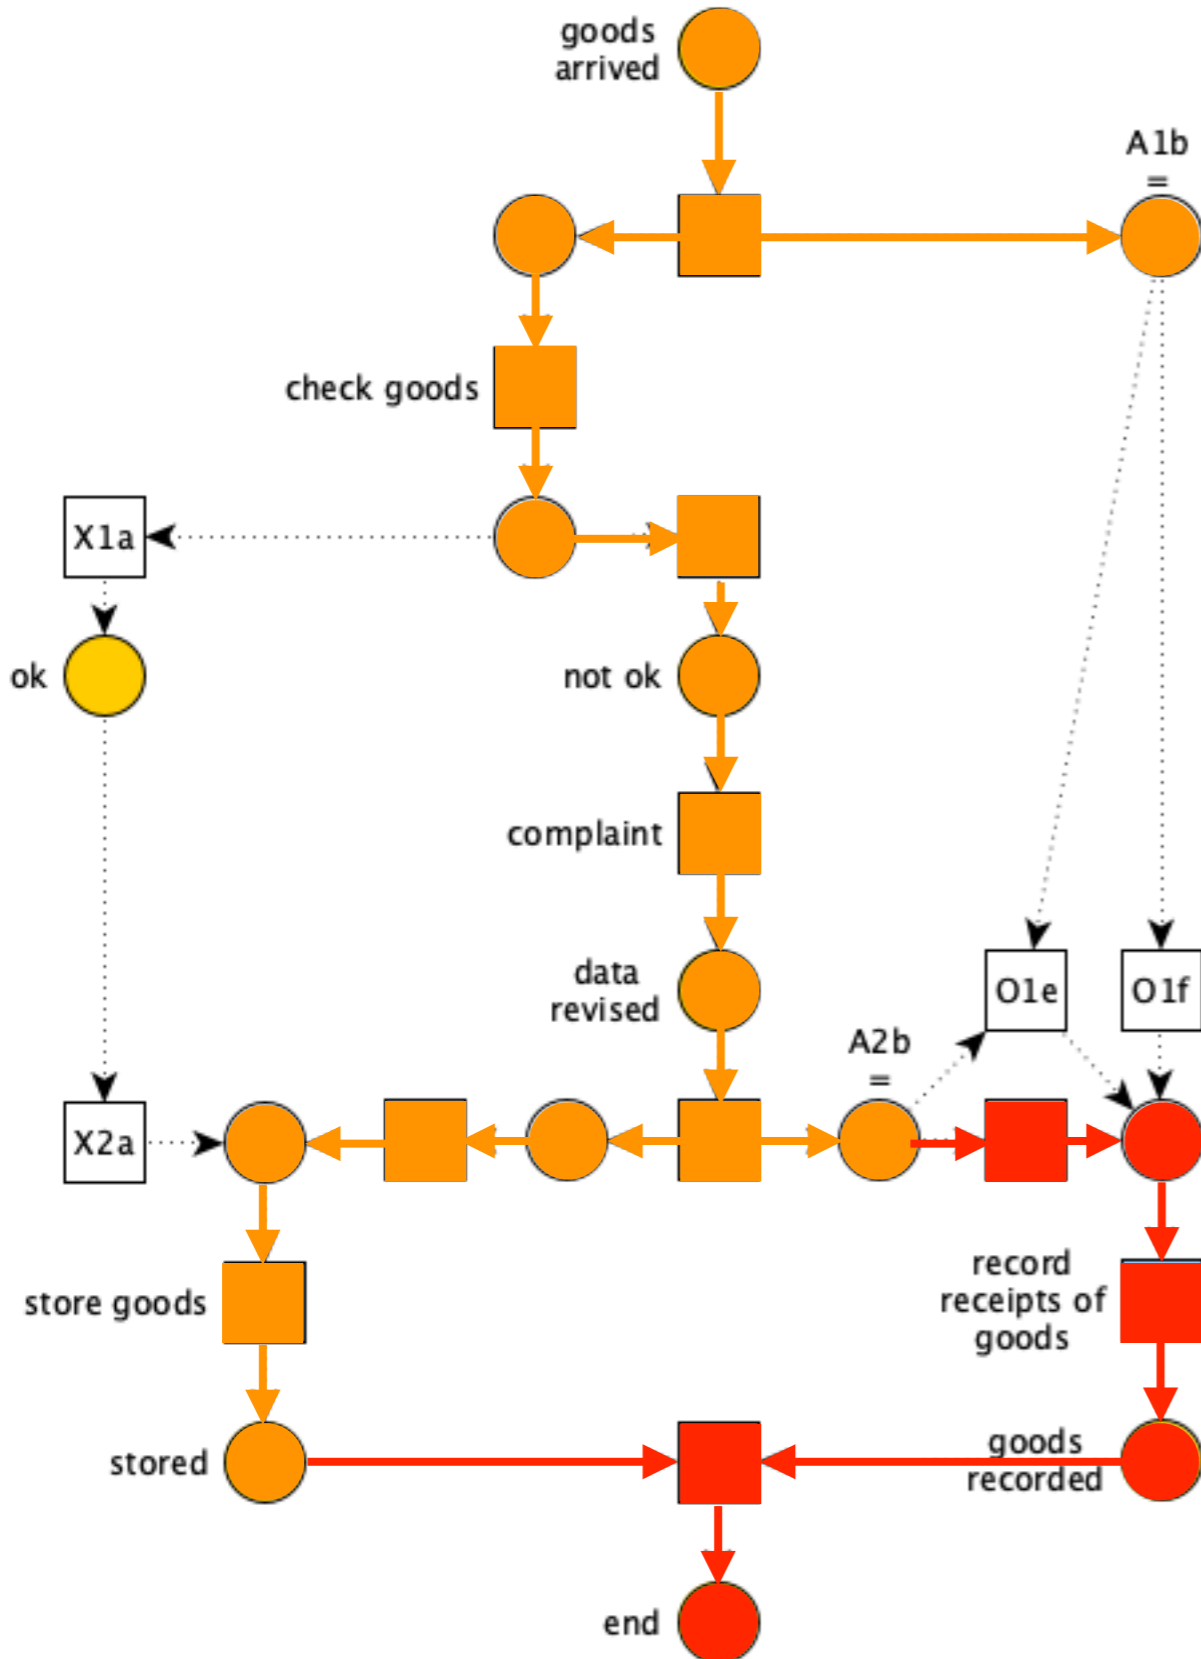 goods
arrived
A1b
=
check goods
X1a
ok
not ok
complaint
data
revised
O1e
O1f
A2b
=
X2a
store goods
record
receipts of
goods
stored
goods
recorded
end